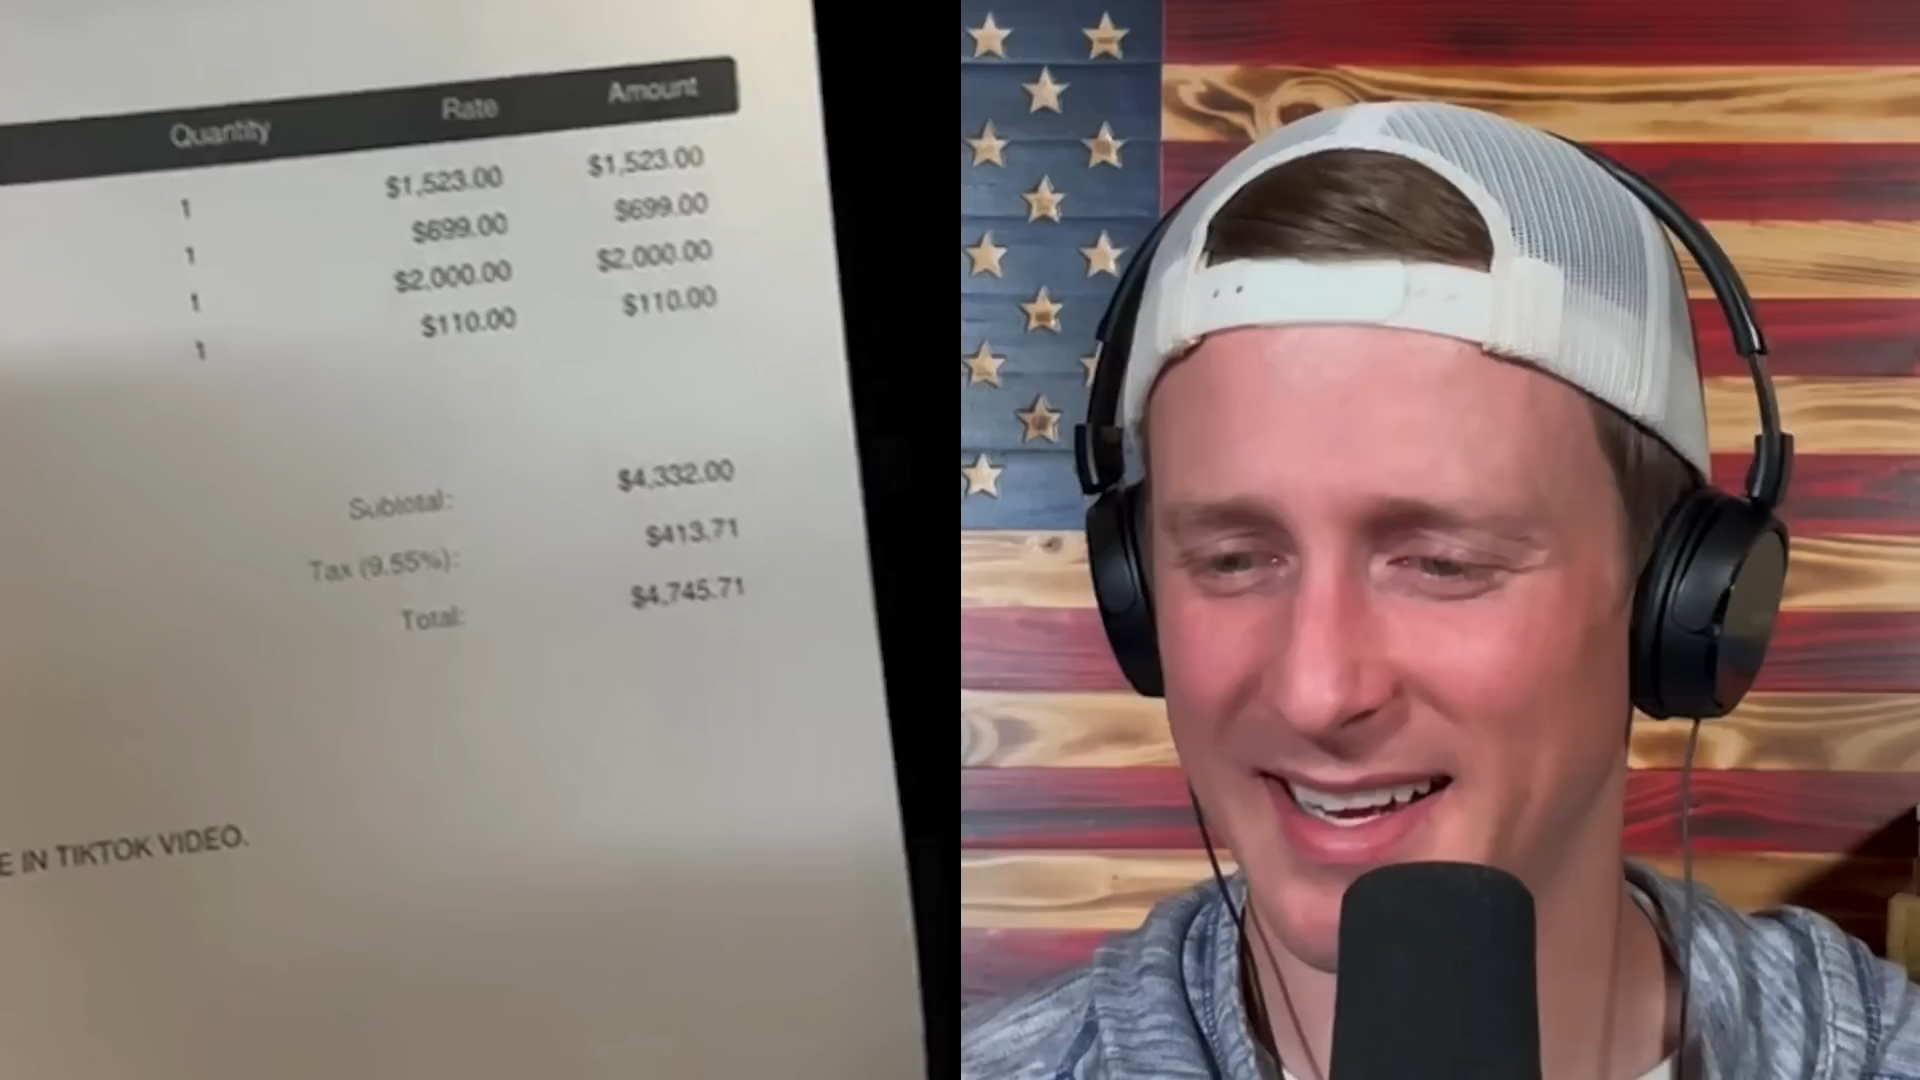 Quantity Rate Amount
1 $1,523.00 $1,523.00
1 $699.00 $699.00
1 $2,000.00 $2,000.00
1 $110.00 $110.00
Subtotal: $4,332.00
Tax (9.55%): $413.71
Total: $4,745.71
E IN TIKTOK VIDEO.